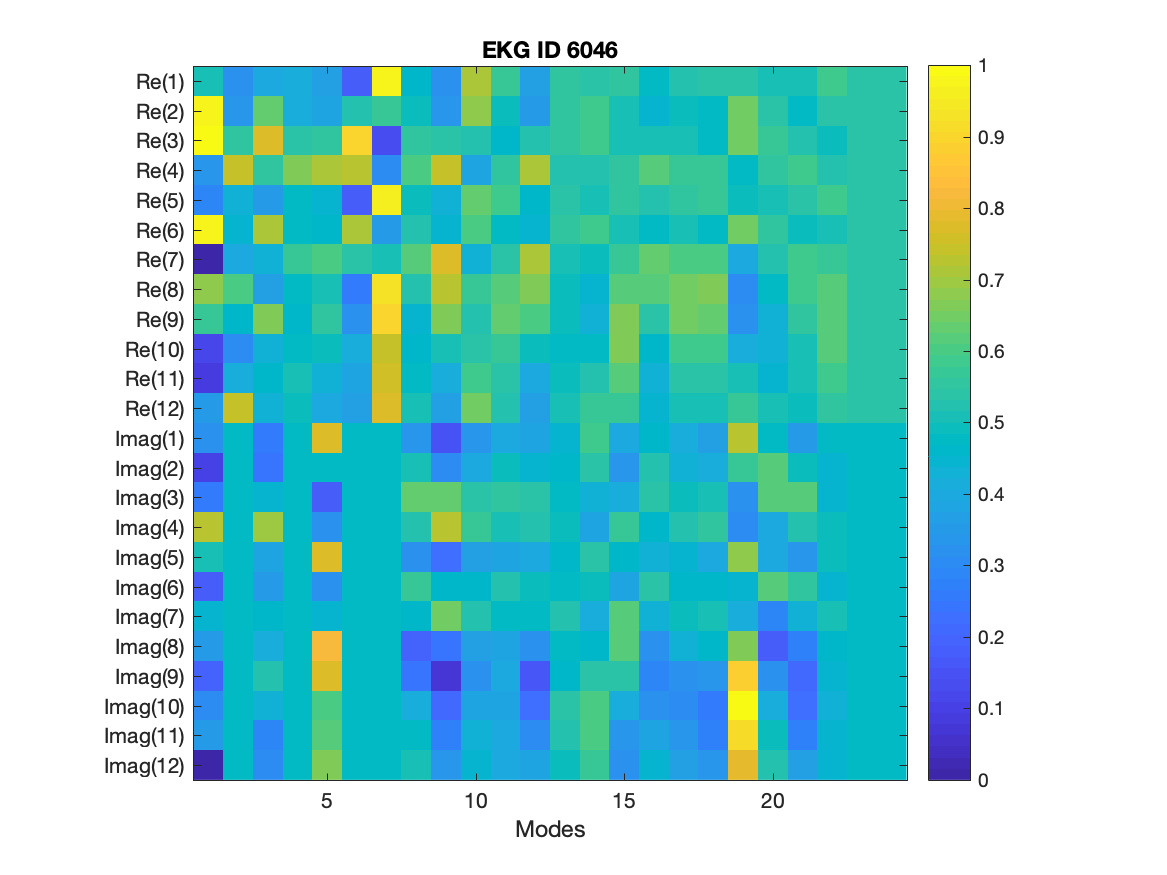 EKG ID 6046
Re(1)
Re(2)
Re(3)
Re(4)
Re(5)
Re(6)
Re(7)
Re(8)
Re(9)
Re(10)
Re(11)
Re(12)
Imag(1)
Imag(2)
Imag(3)
Imag(4)
Imag(5)
Imag(6)
Imag(7)
Imag(8)
Imag(9)
Imag(10)
Imag(11)
Imag(12)
5 10 15 20
Modes
1
0.9
0.8
0.7
0.6
0.5
0.4
0.3
0.2
0.1
0